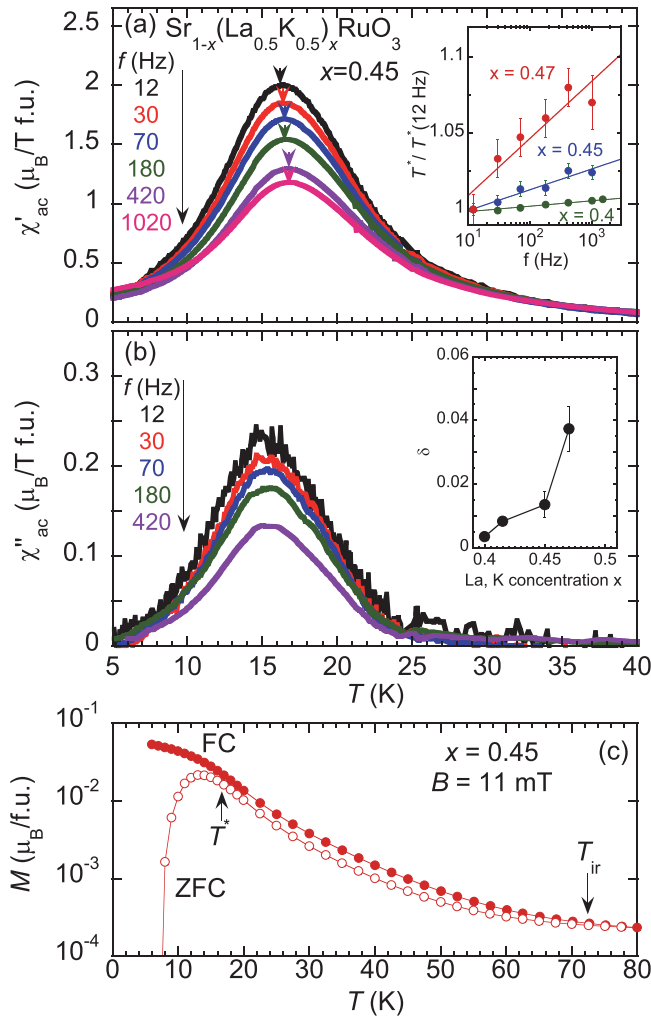 (a) Sr1-x(La0.5K0.5)xRuO3
x=0.45
f (Hz)
12
30
70
180
420
1020
χ'ac (μB/T f.u.)
2.5
2
1.5
1
0.5
0
T*/ T*(12 Hz)
1.1
1.05
1
x = 0.47
x = 0.45
x = 0.4
10^1 10^2 10^3
f (Hz)
(b)
f (Hz)
12
30
70
180
420
χ"ac (μB/T f.u.)
0.3
0.2
0.1
0
δ
0.06
0.04
0.02
0
0.4 0.45 0.5
La, K concentration x
5 10 15 20 25 30 35 40
T (K)
(c)
x = 0.45
B = 11 mT
FC
ZFC
T*
Tir
M (μB/f.u.)
10^-1
10^-2
10^-3
10^-4
0 10 20 30 40 50 60 70 80
T (K)